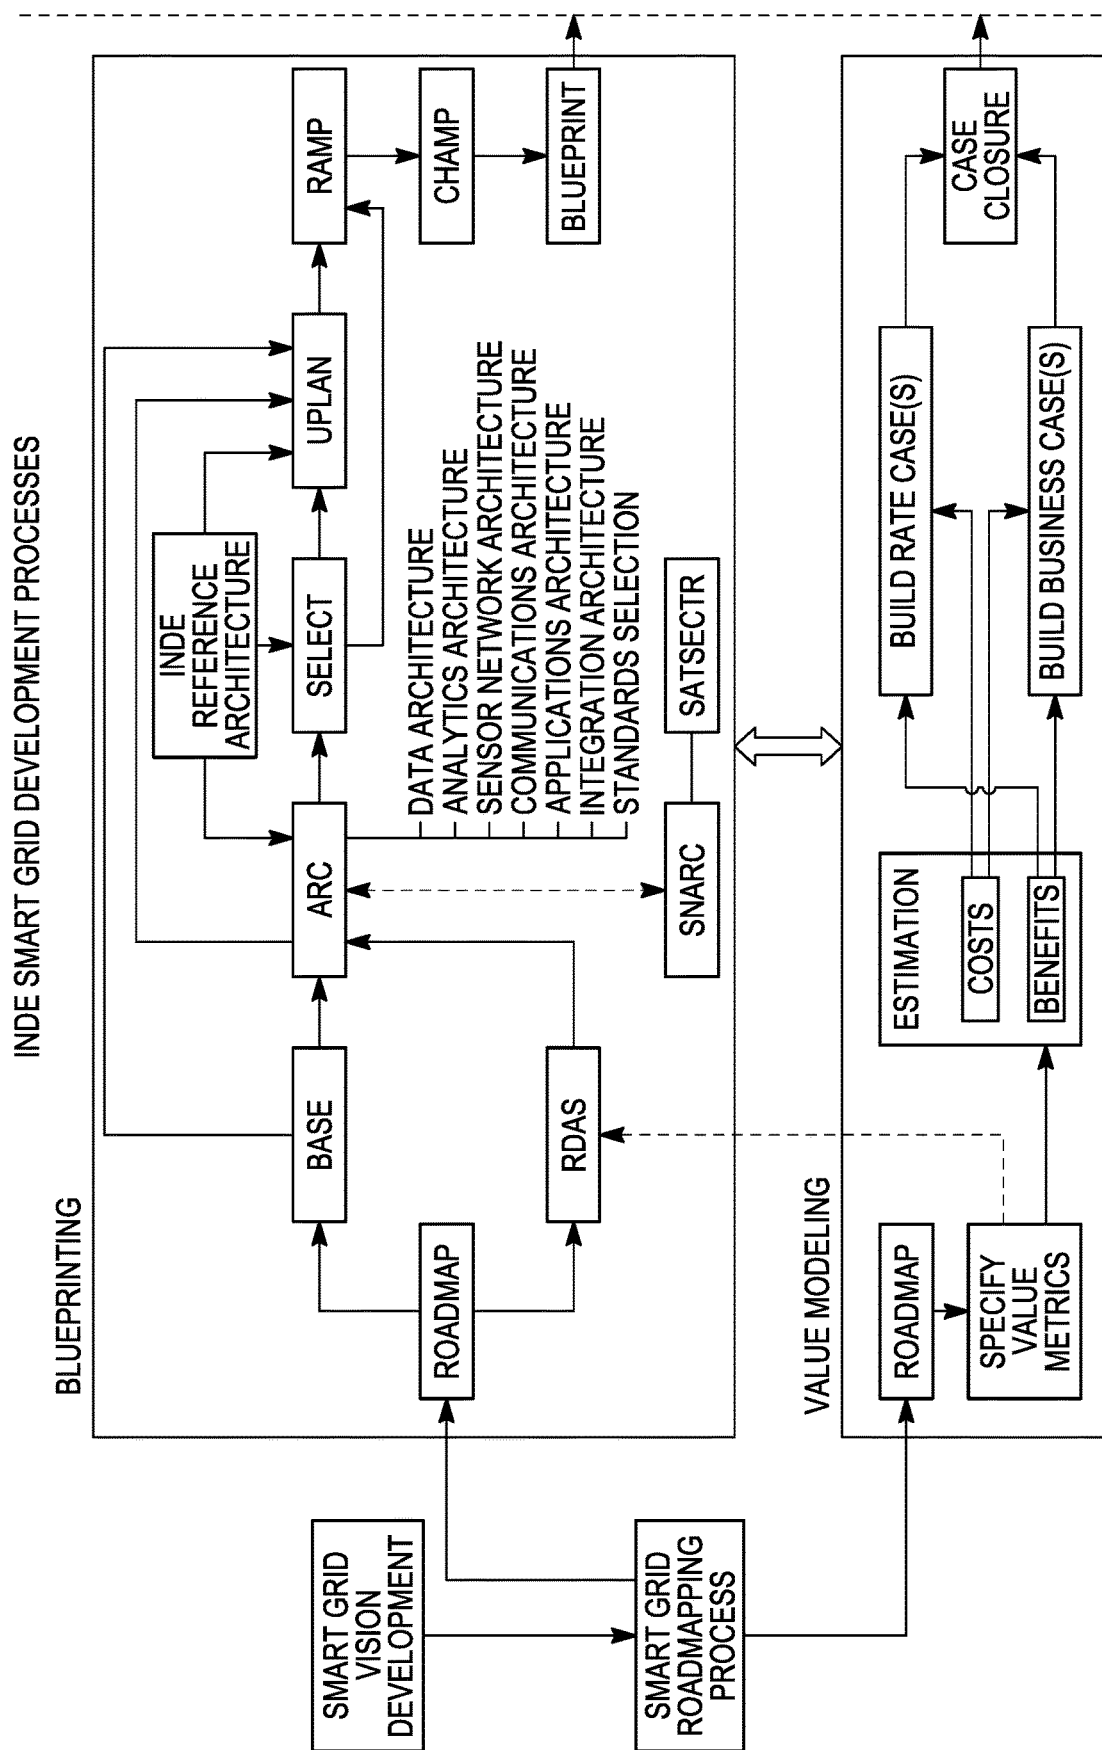 INDE SMART GRID DEVELOPMENT PROCESSES
BLUEPRINTING
SMART GRID
VISION
DEVELOPMENT
SMART GRID
ROADMAPPING
PROCESS
ROADMAP
BASE
RDAS
INDE
REFERENCE
ARCHITECTURE
ARC
SELECT
UPLAN
RAMP
CHAMP
BLUEPRINT
DATA ARCHITECTURE
ANALYTICS ARCHITECTURE
SENSOR NETWORK ARCHITECTURE
COMMUNICATIONS ARCHITECTURE
APPLICATIONS ARCHITECTURE
INTEGRATION ARCHITECTURE
STANDARDS SELECTION
SNARC
SATSECTR
VALUE MODELING
ROADMAP
SPECIFY
VALUE
METRICS
ESTIMATION
COSTS
BENEFITS
BUILD RATE CASE(S)
BUILD BUSINESS CASE(S)
CASE
CLOSURE